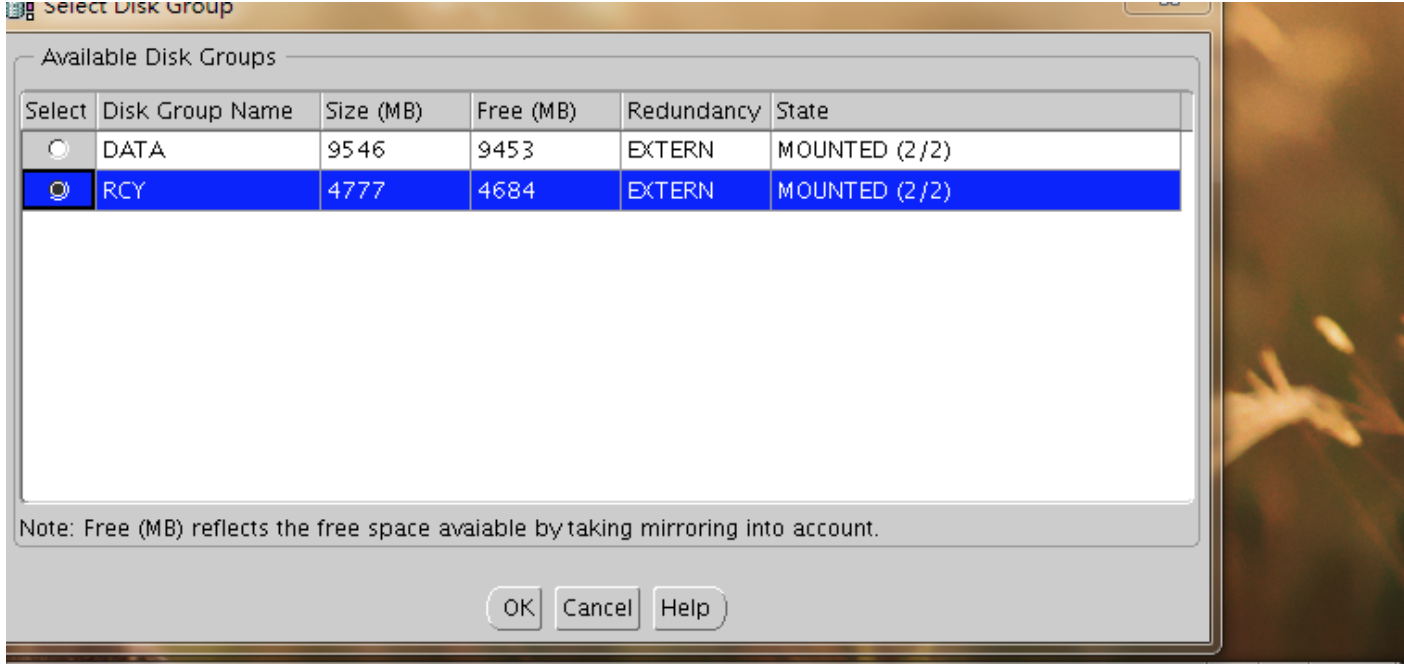 Select Disk Group
Available Disk Groups
Select Disk Group Name Size (MB) Free (MB) Redundancy State
DATA 9546 9453 EXTERN MOUNTED (2/2)
RCY 4777 4684 EXTERN MOUNTED (2/2)
Note: Free (MB) reflects the free space avaiable by taking mirroring into account.
OK Cancel Help